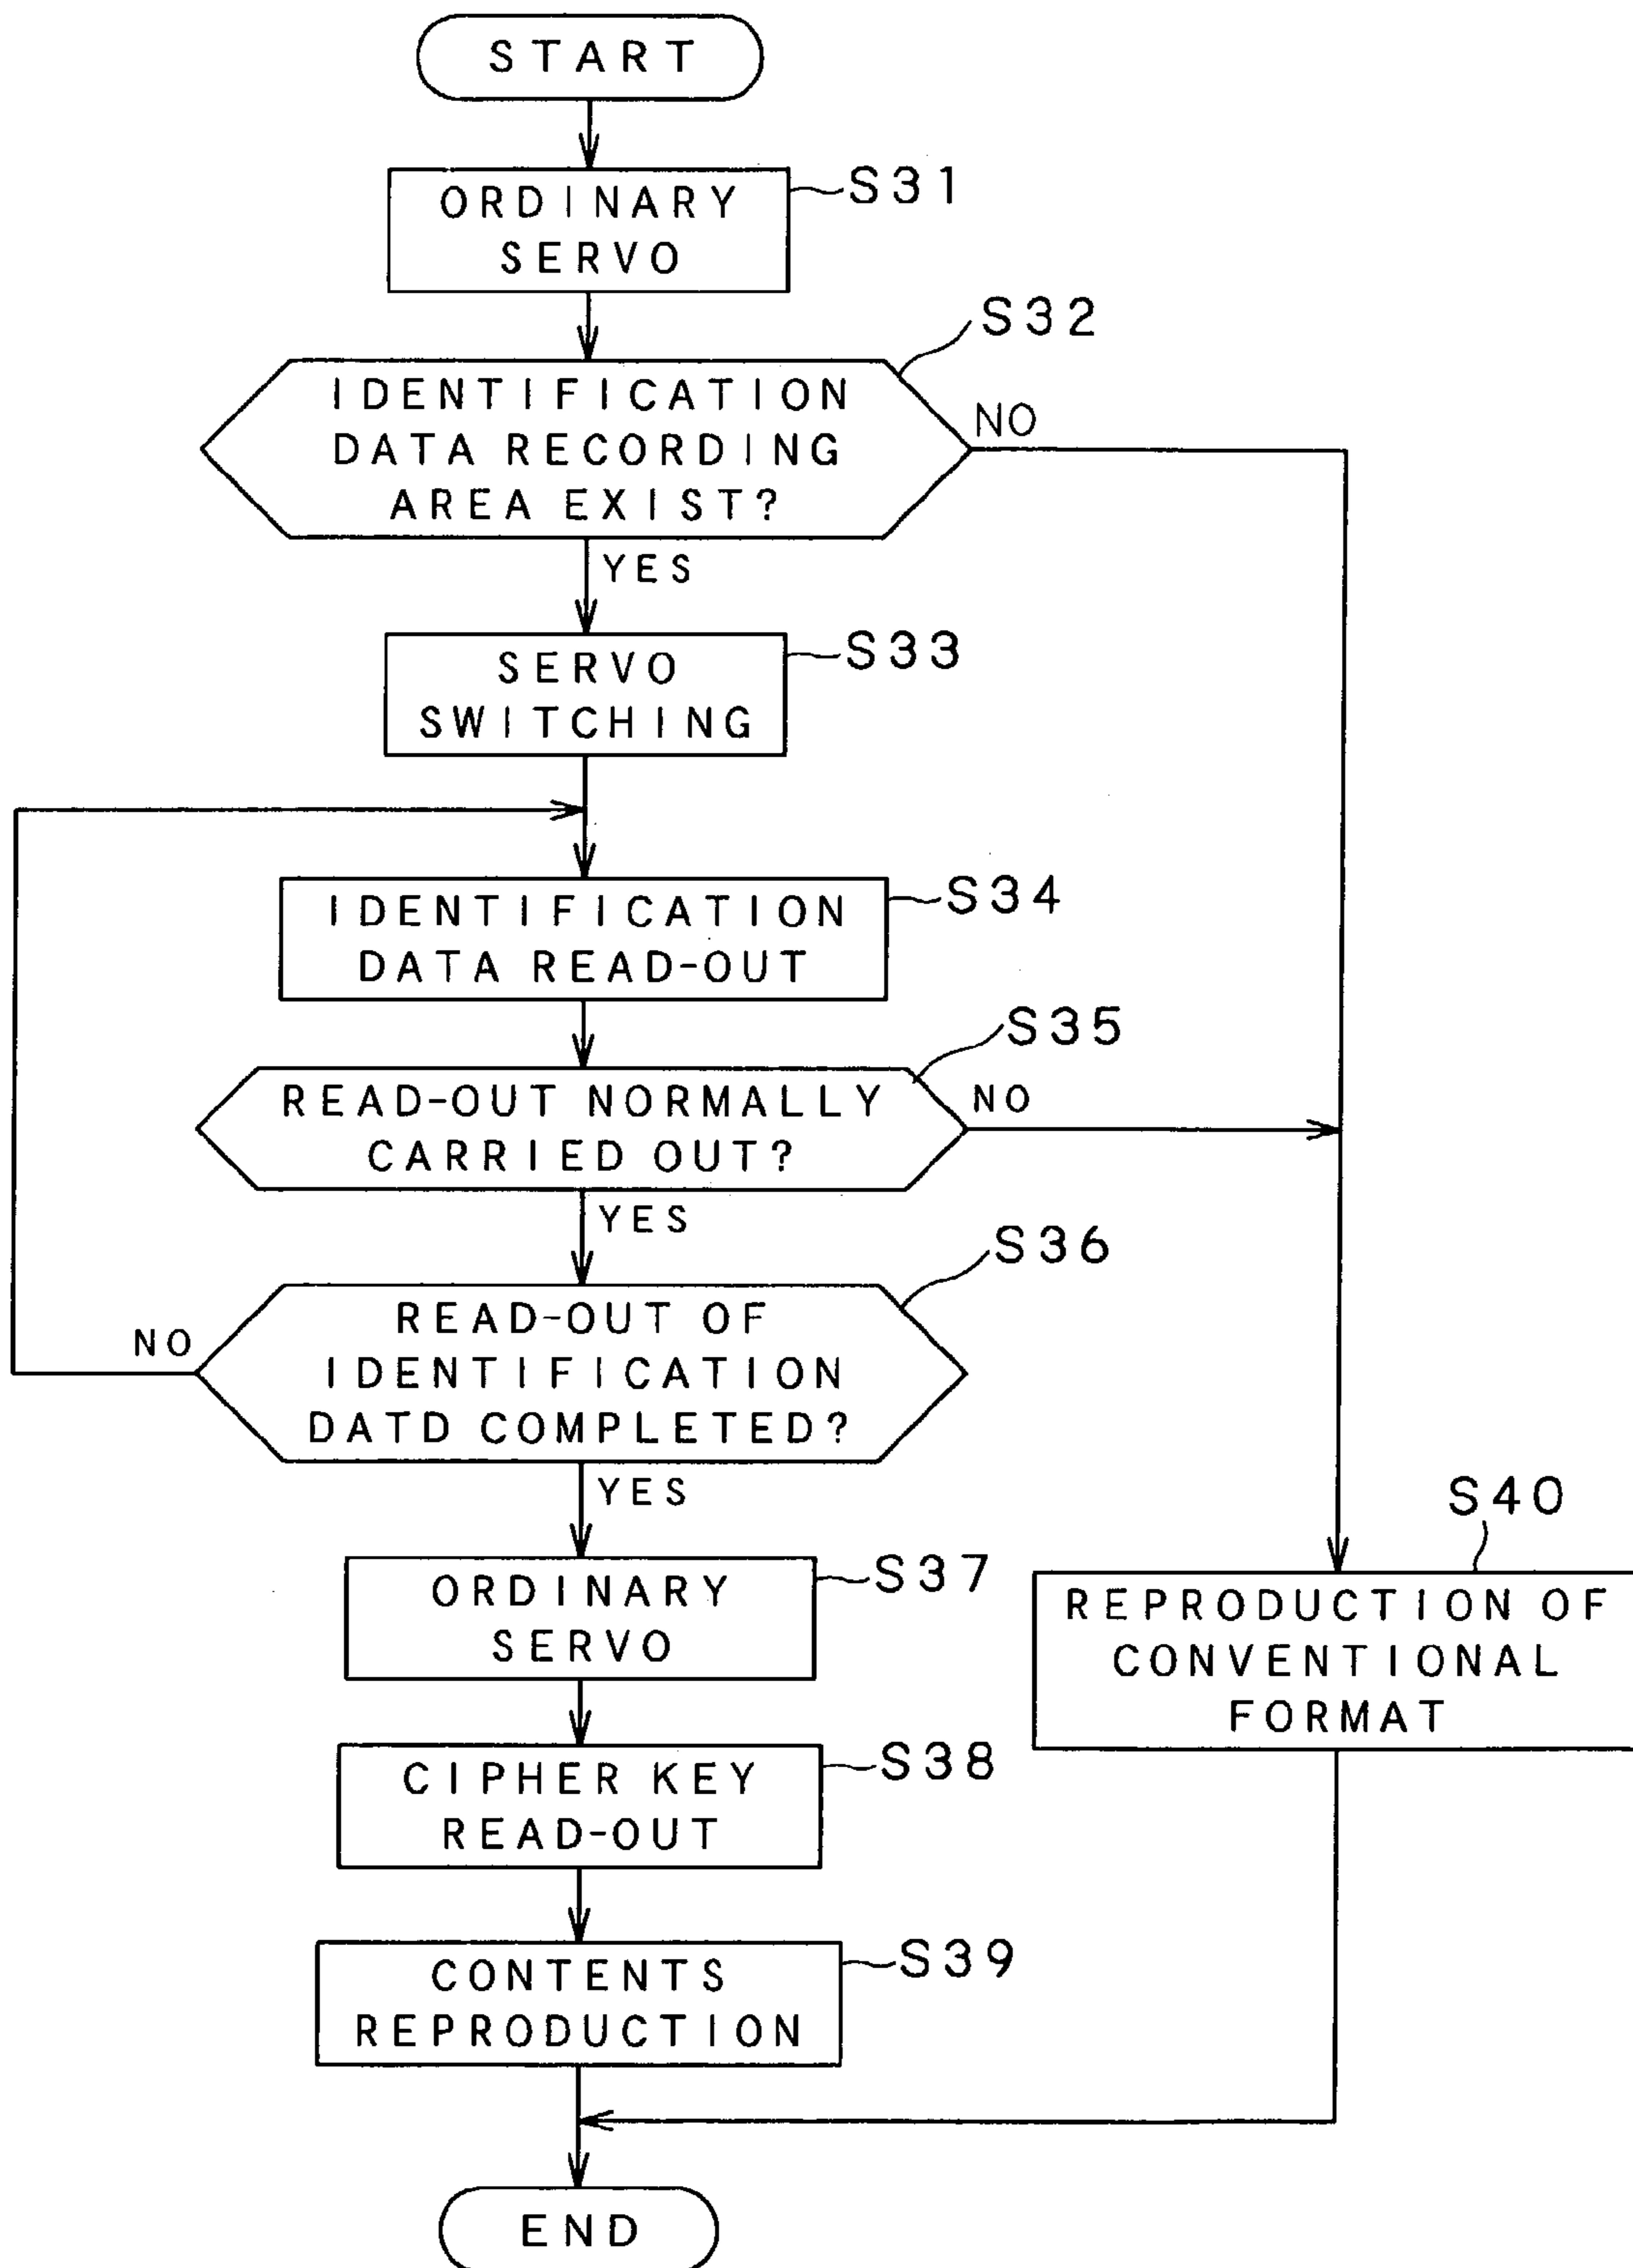 START
S31
ORDINARY
SERVO
S32
IDENTIFICATION
DATA RECORDING
AREA EXIST?
NO
YES
S33
SERVO
SWITCHING
S34
IDENTIFICATION
DATA READ-OUT
S35
READ-OUT NORMALLY
CARRIED OUT?
NO
YES
S36
READ-OUT OF
IDENTIFICATION
DATD COMPLETED?
NO
YES
S37
ORDINARY
SERVO
S40
REPRODUCTION OF
CONVENTIONAL
FORMAT
S38
CIPHER KEY
READ-OUT
S39
CONTENTS
REPRODUCTION
END